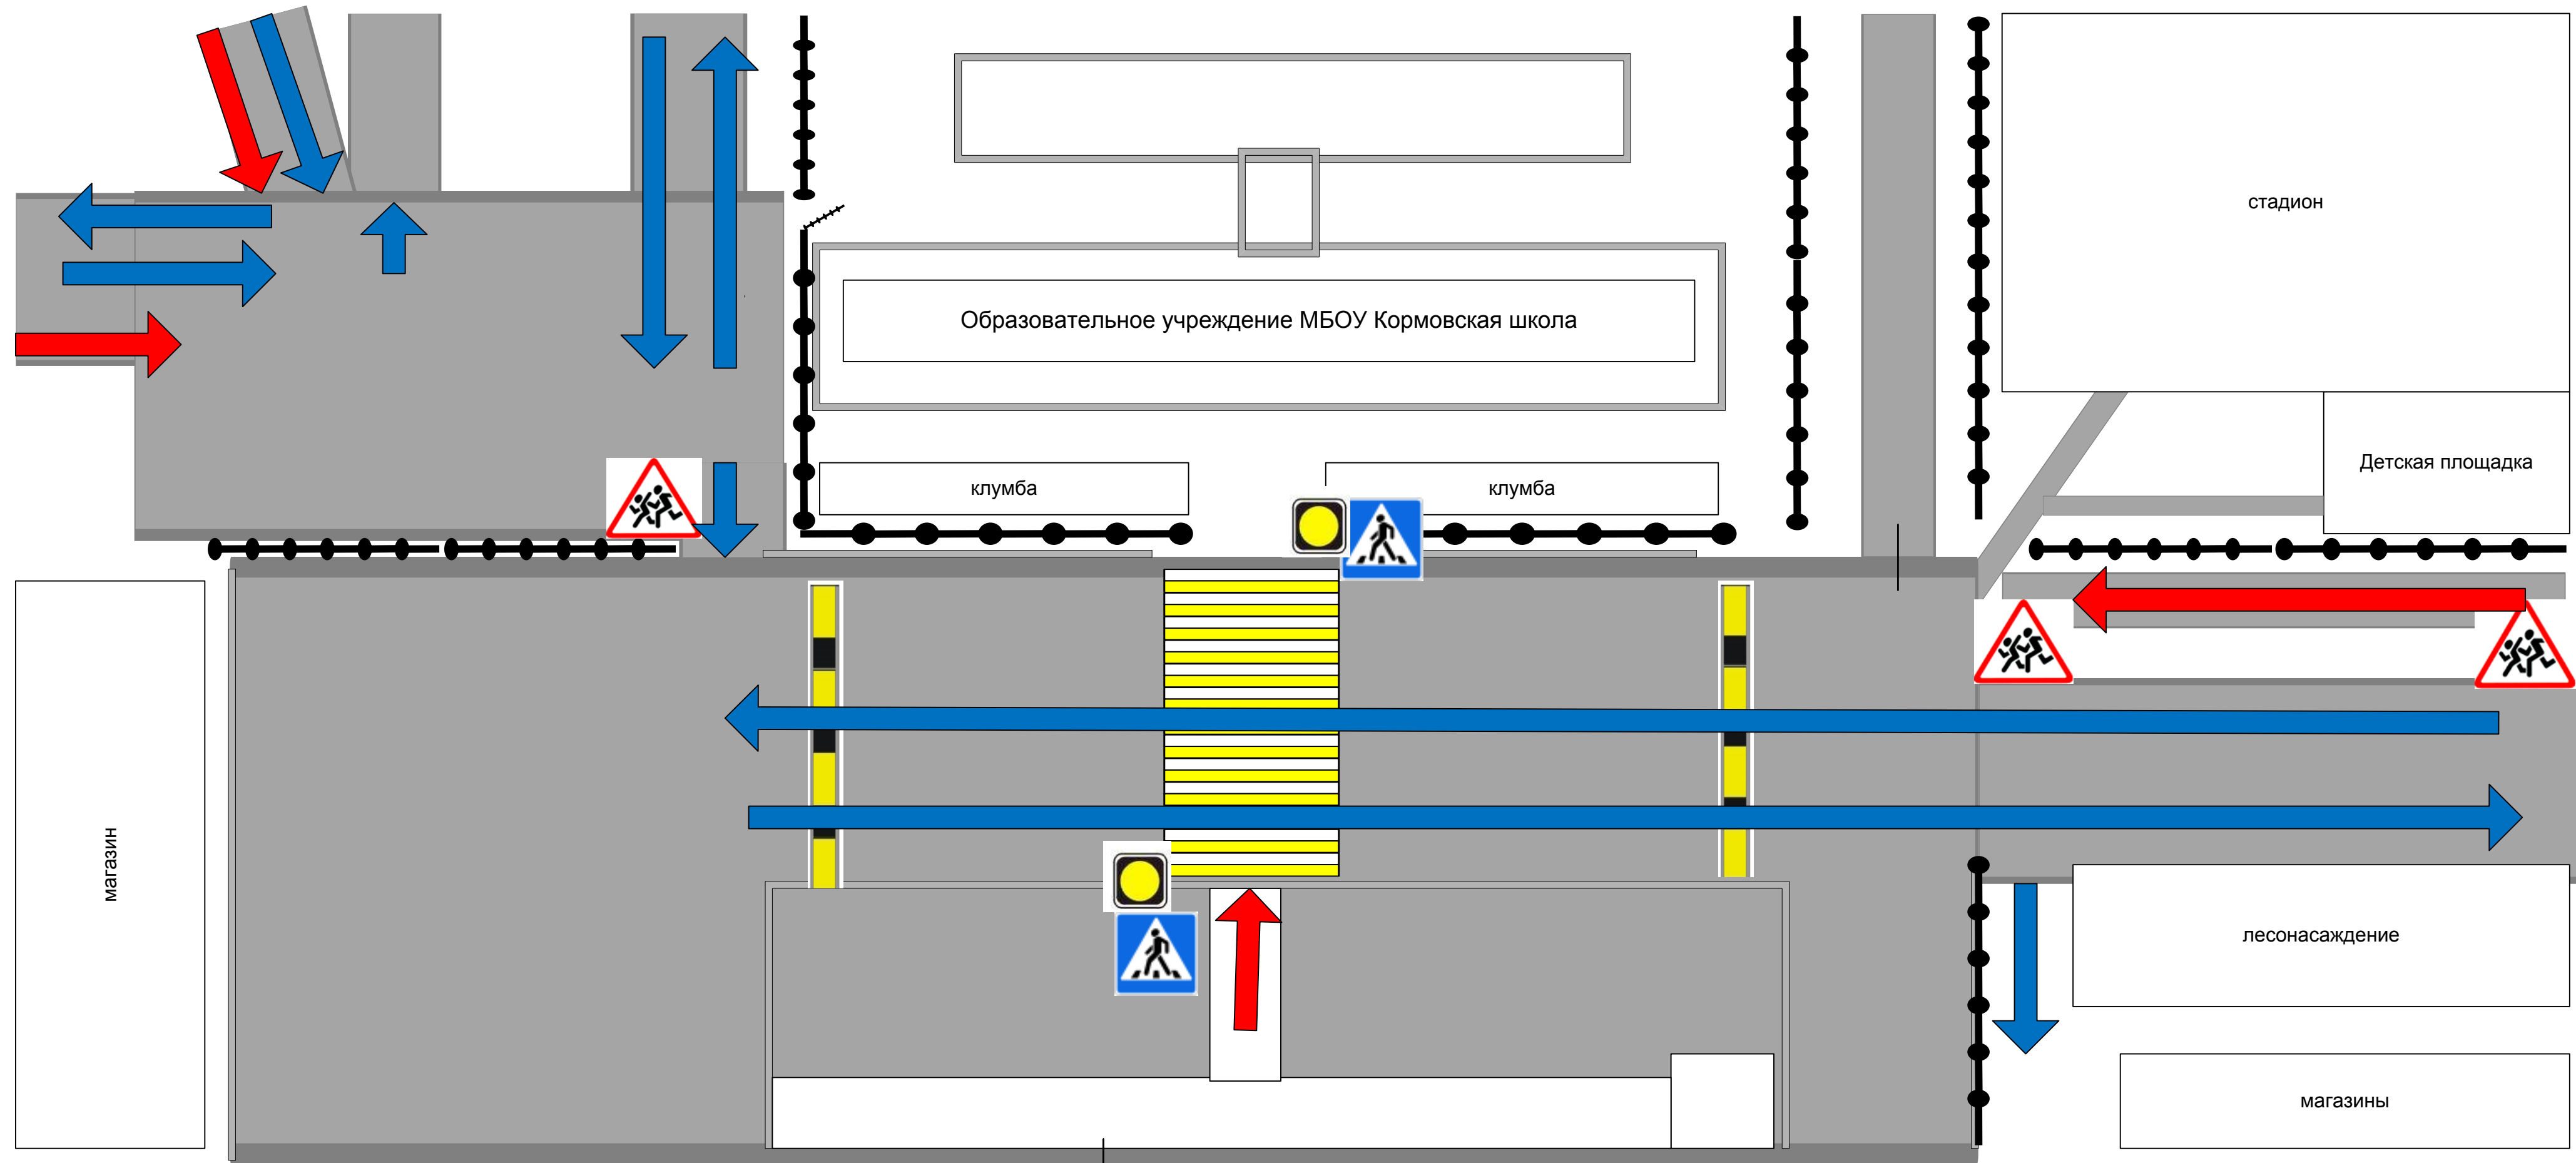 стадион
Образовательное учреждение МБОУ Кормовская школа
Детская площадка
клумба
клумба
магазин
лесонасаждение
магазины